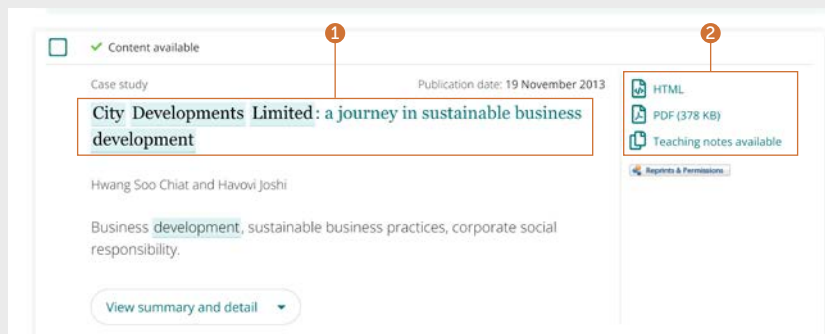 1
2
Content available
Case study
Publication date: 19 November 2013
City Developments Limited: a journey in sustainable business
development
HTML
PDF (378 KB)
Teaching notes available
Reprints & Permissions
Hwang Soo Chiat and Havovi Joshi
Business development, sustainable business practices, corporate social
responsibility.
View summary and detail